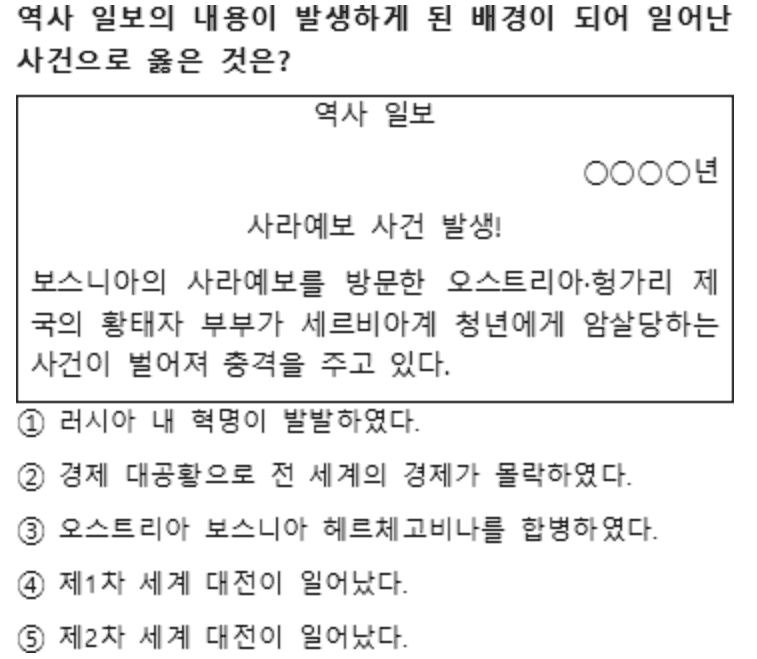 역사 일보의 내용이 발생하게 된 배경이 되어 일어난
사건으로 옳은 것은?
역사 일보
○○○○년
사라예보 사건 발생!
보스니아의 사라예보를 방문한 오스트리아·헝가리 제
국의 황태자 부부가 세르비아계 청년에게 암살당하는
사건이 벌어져 충격을 주고 있다.
① 러시아 내 혁명이 발발하였다.
② 경제 대공황으로 전 세계의 경제가 몰락하였다.
③ 오스트리아 보스니아 헤르체고비나를 합병하였다.
④ 제1차 세계 대전이 일어났다.
⑤ 제2차 세계 대전이 일어났다.